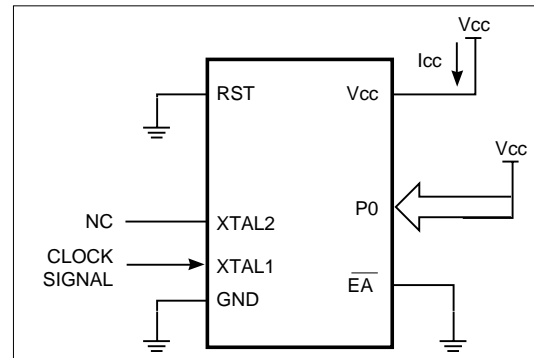 Vcc
Icc
RST
Vcc
Vcc
P0
NC
XTAL2
CLOCK
SIGNAL
XTAL1
GND
EA